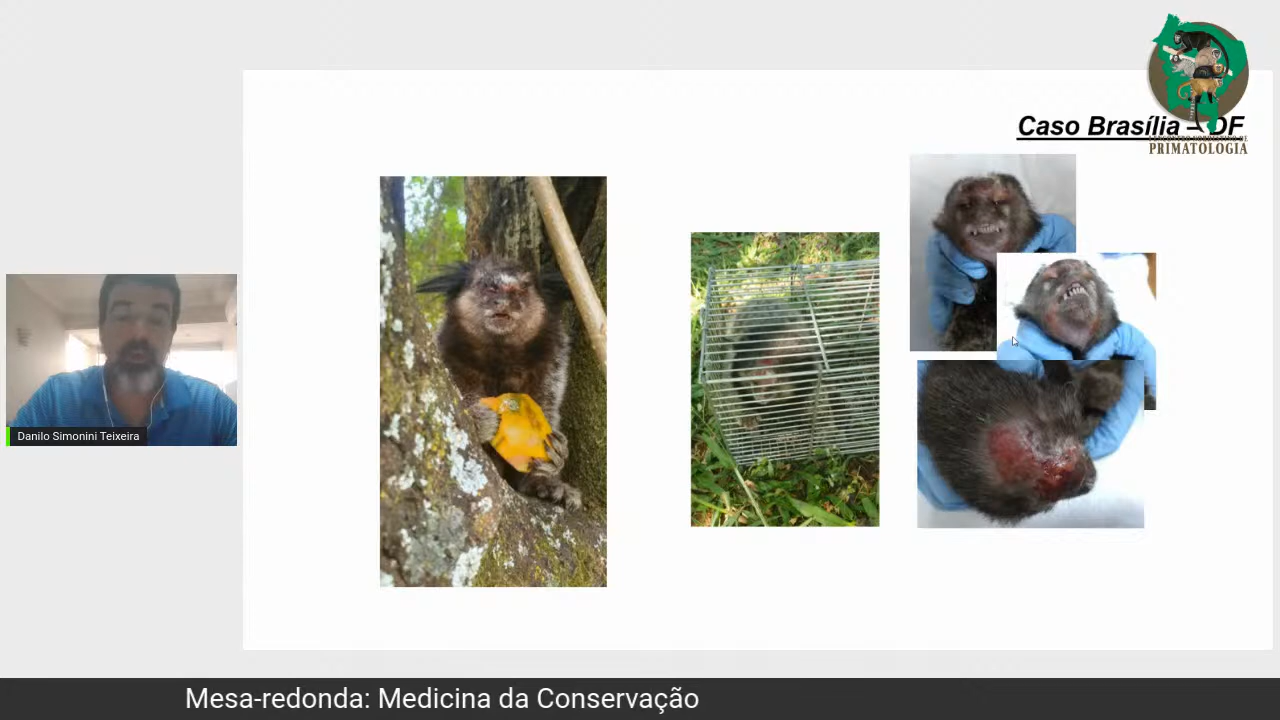 Caso Brasília – DF
PRIMATOLOGIA
Danilo Simonini Teixeira
Mesa-redonda: Medicina da Conservação